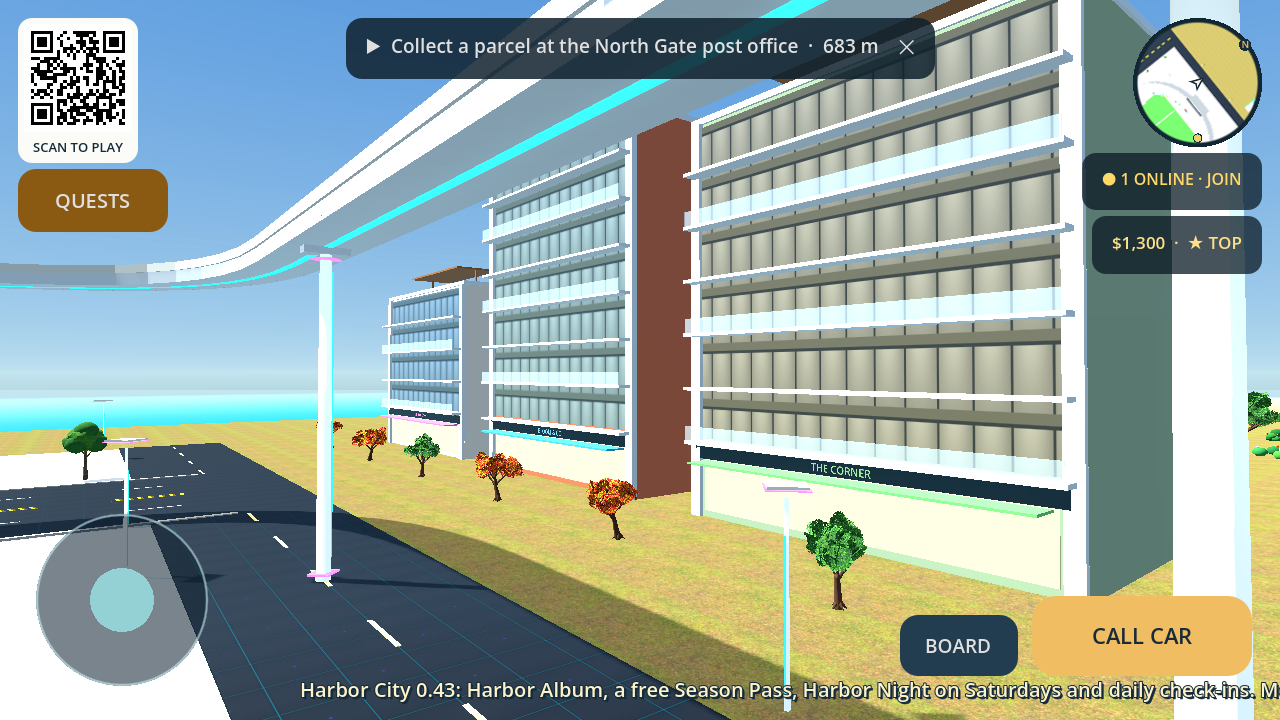 ▶ Collect a parcel at the North Gate post office · 683 m ×
N
SCAN TO PLAY
QUESTS
1 ONLINE · JOIN
$1,300 · ★ TOP
THE CORNER
BOARD
CALL CAR
Harbor City 0.43: Harbor Album, a free Season Pass, Harbor Night on Saturdays and daily check-ins. M